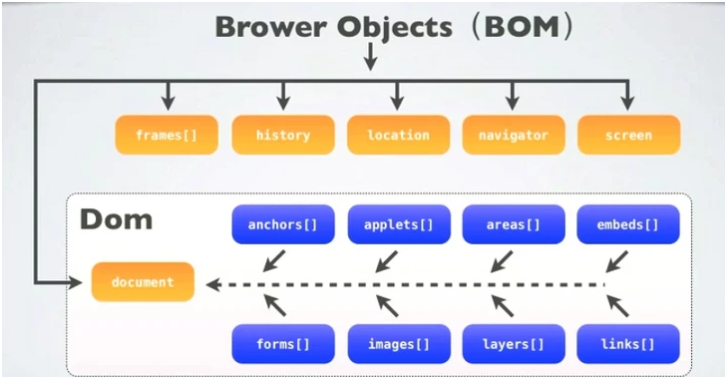 Brower Objects（BOM）
frames[] history location navigator screen
Dom
anchors[] applets[] areas[] embeds[]
document
forms[] images[] layers[] links[]